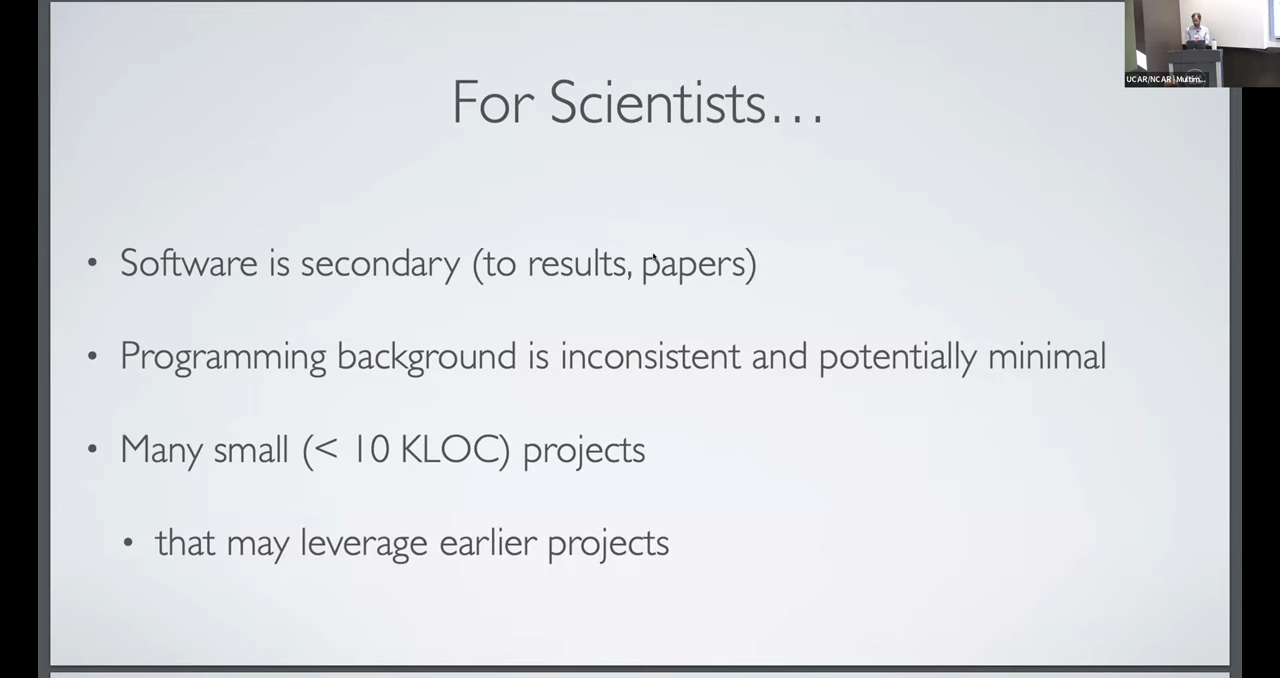 For Scientists…
• Software is secondary (to results, papers)
• Programming background is inconsistent and potentially minimal
• Many small (< 10 KLOC) projects
• that may leverage earlier projects
UCAR/NCAR | Multim...